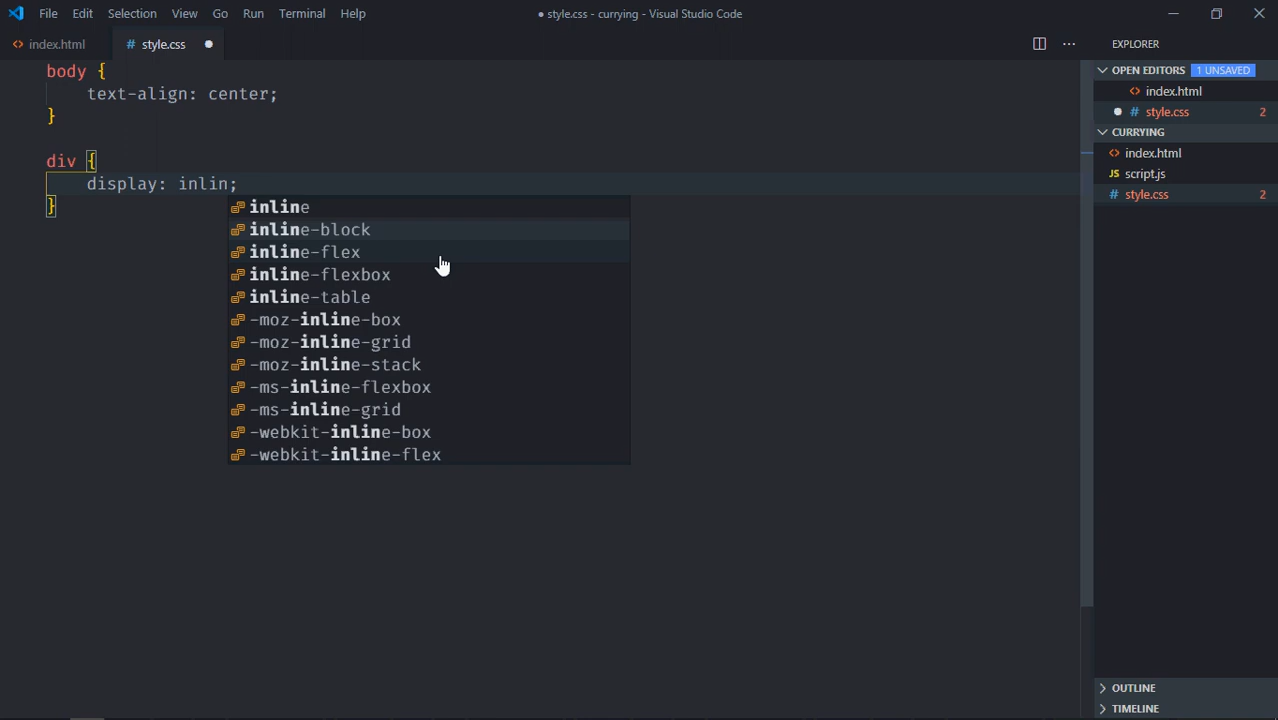 File Edit Selection View Go Run Terminal Help
● style.css - currying - Visual Studio Code
<> index.html
# style.css ●
EXPLORER
body {
text-align: center;
}
div {
display: inlin;
}
inline
inline-block
inline-flex
inline-flexbox
inline-table
-moz-inline-box
-moz-inline-grid
-moz-inline-stack
-ms-inline-flexbox
-ms-inline-grid
-webkit-inline-box
-webkit-inline-flex
OPEN EDITORS 1 UNSAVED
<> index.html
● # style.css 2
CURRYING
<> index.html
JS script.js
# style.css 2
OUTLINE
TIMELINE